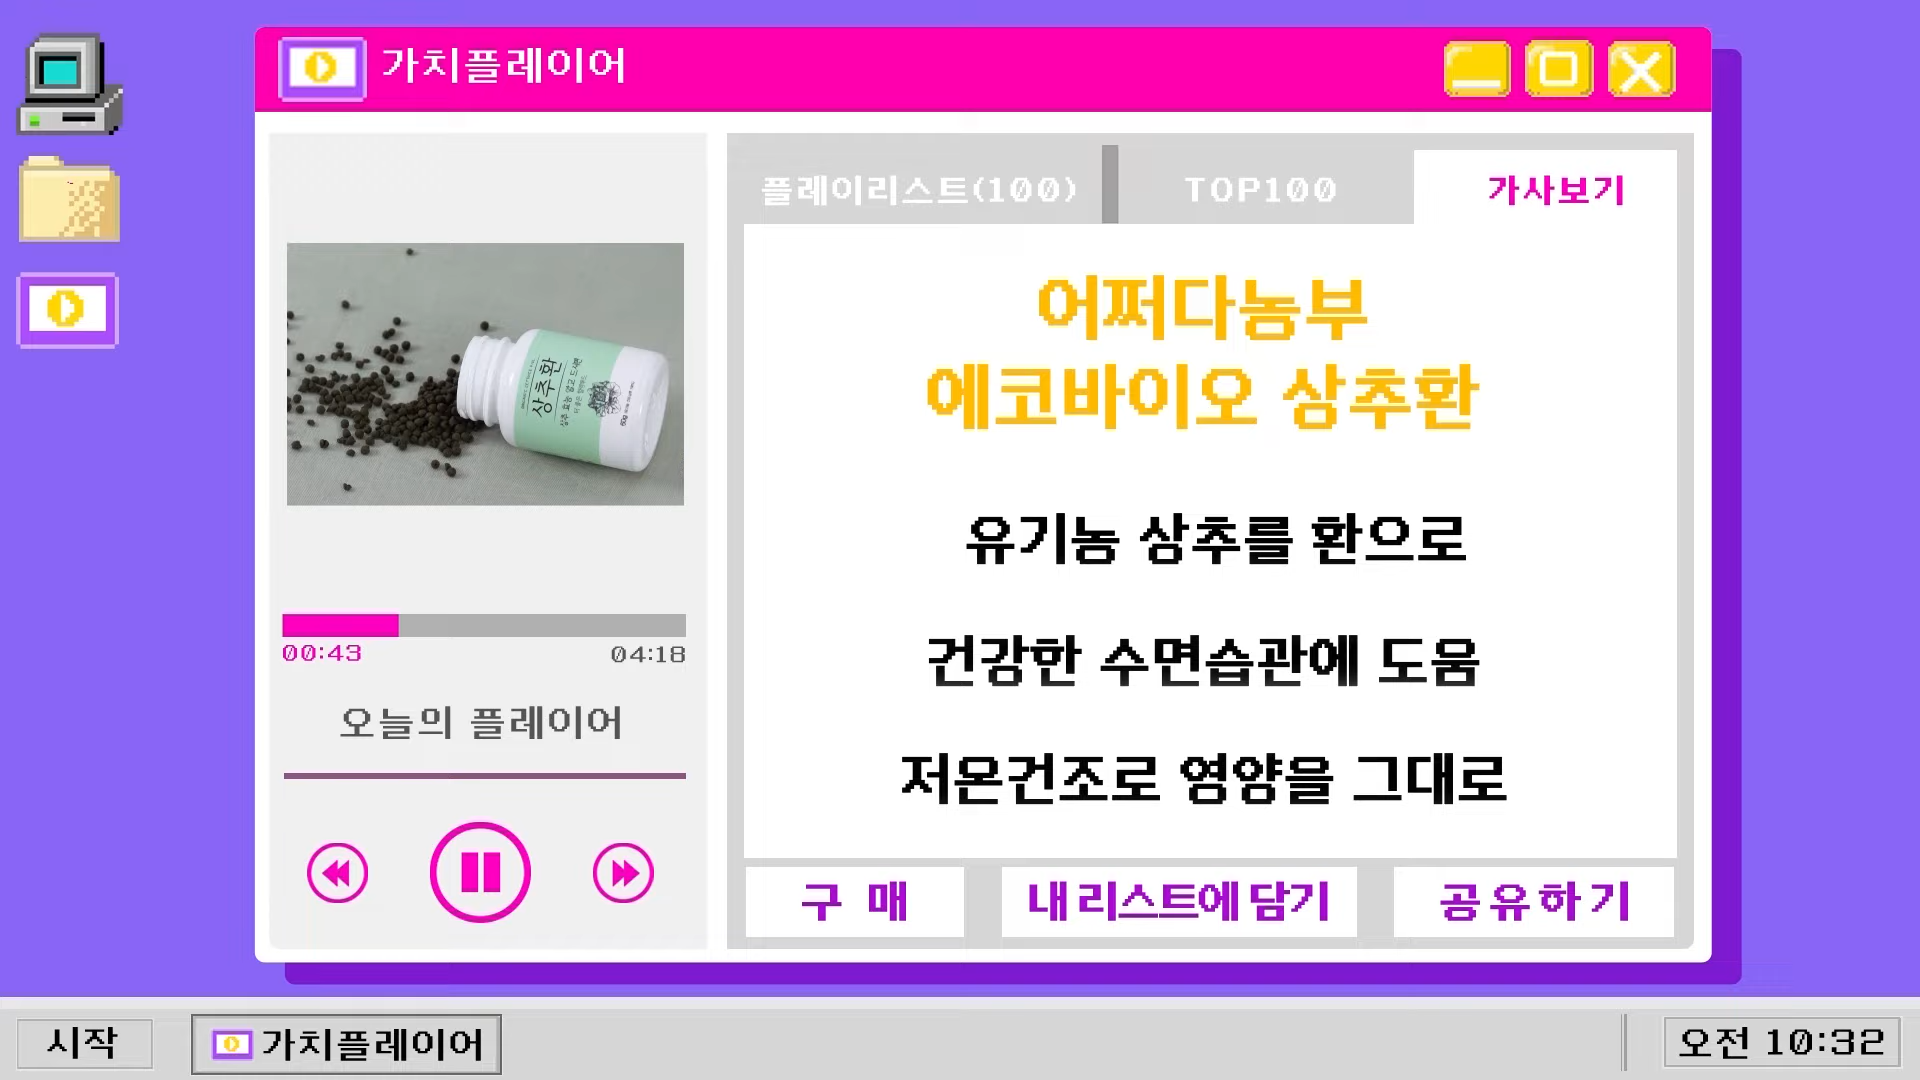 가치플레이어
플레이리스트(100)
TOP100
가사보기
상추환
어쩌다농부
에코바이오 상추환
유기농 상추를 환으로
건강한 수면습관에 도움
저온건조로 영양을 그대로
00:43
04:18
오늘의 플레이어
구 매
내 리스트에 담기
공유하기
시작
가치플레이어
오전 10:32